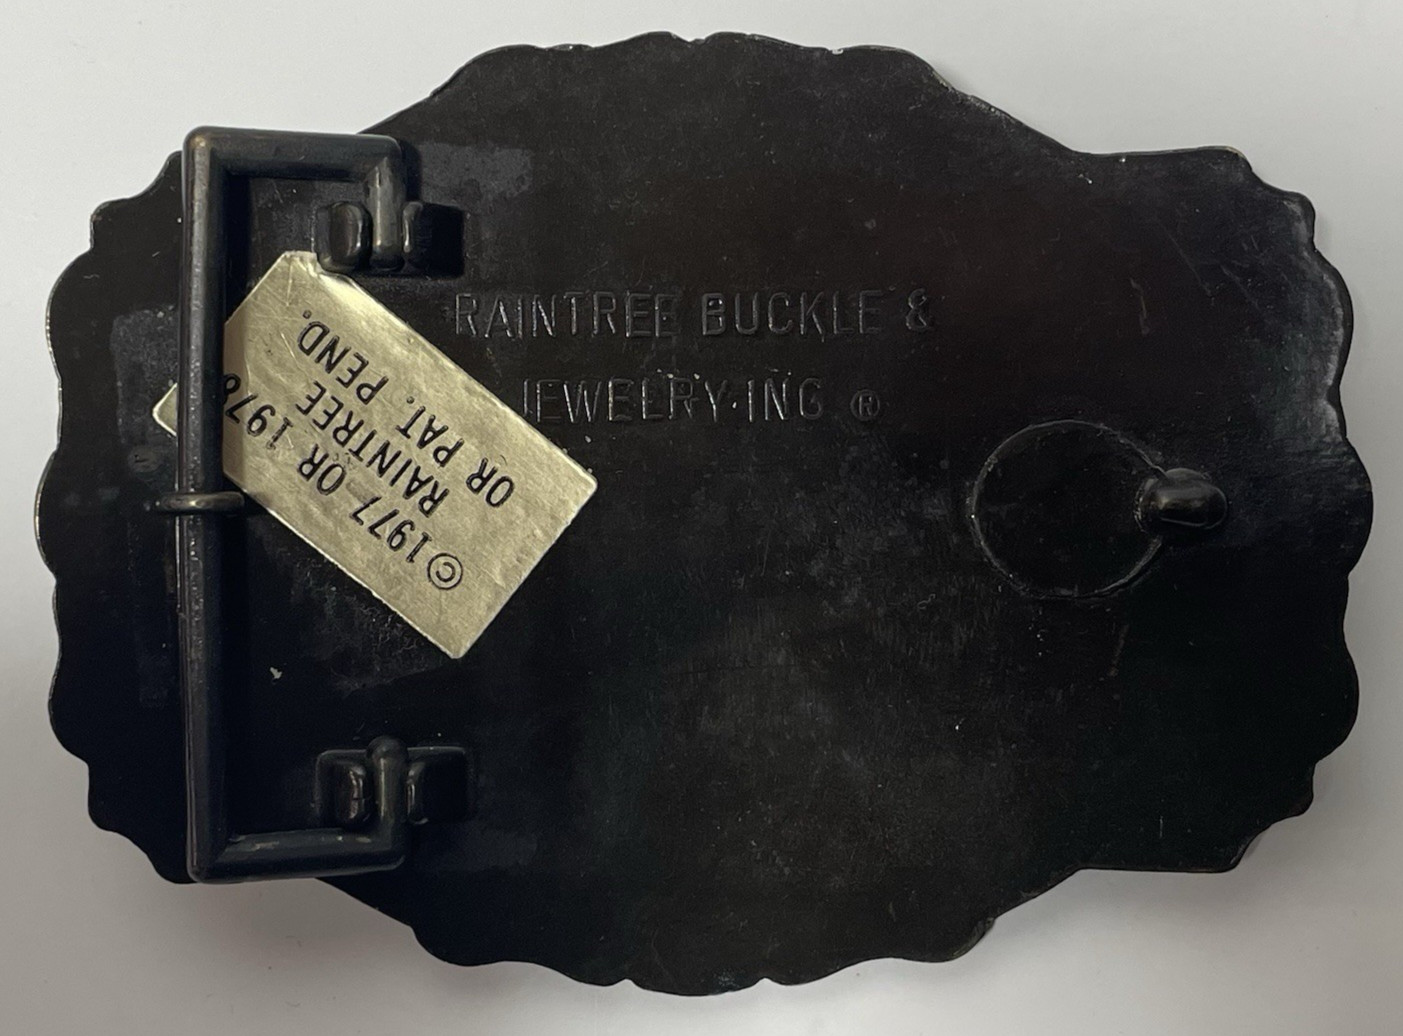 RAINTREE BUCKLE &
JEWELRY·INC ®
©1977 OR 1978
RAINTREE
OR PAT. PEND.